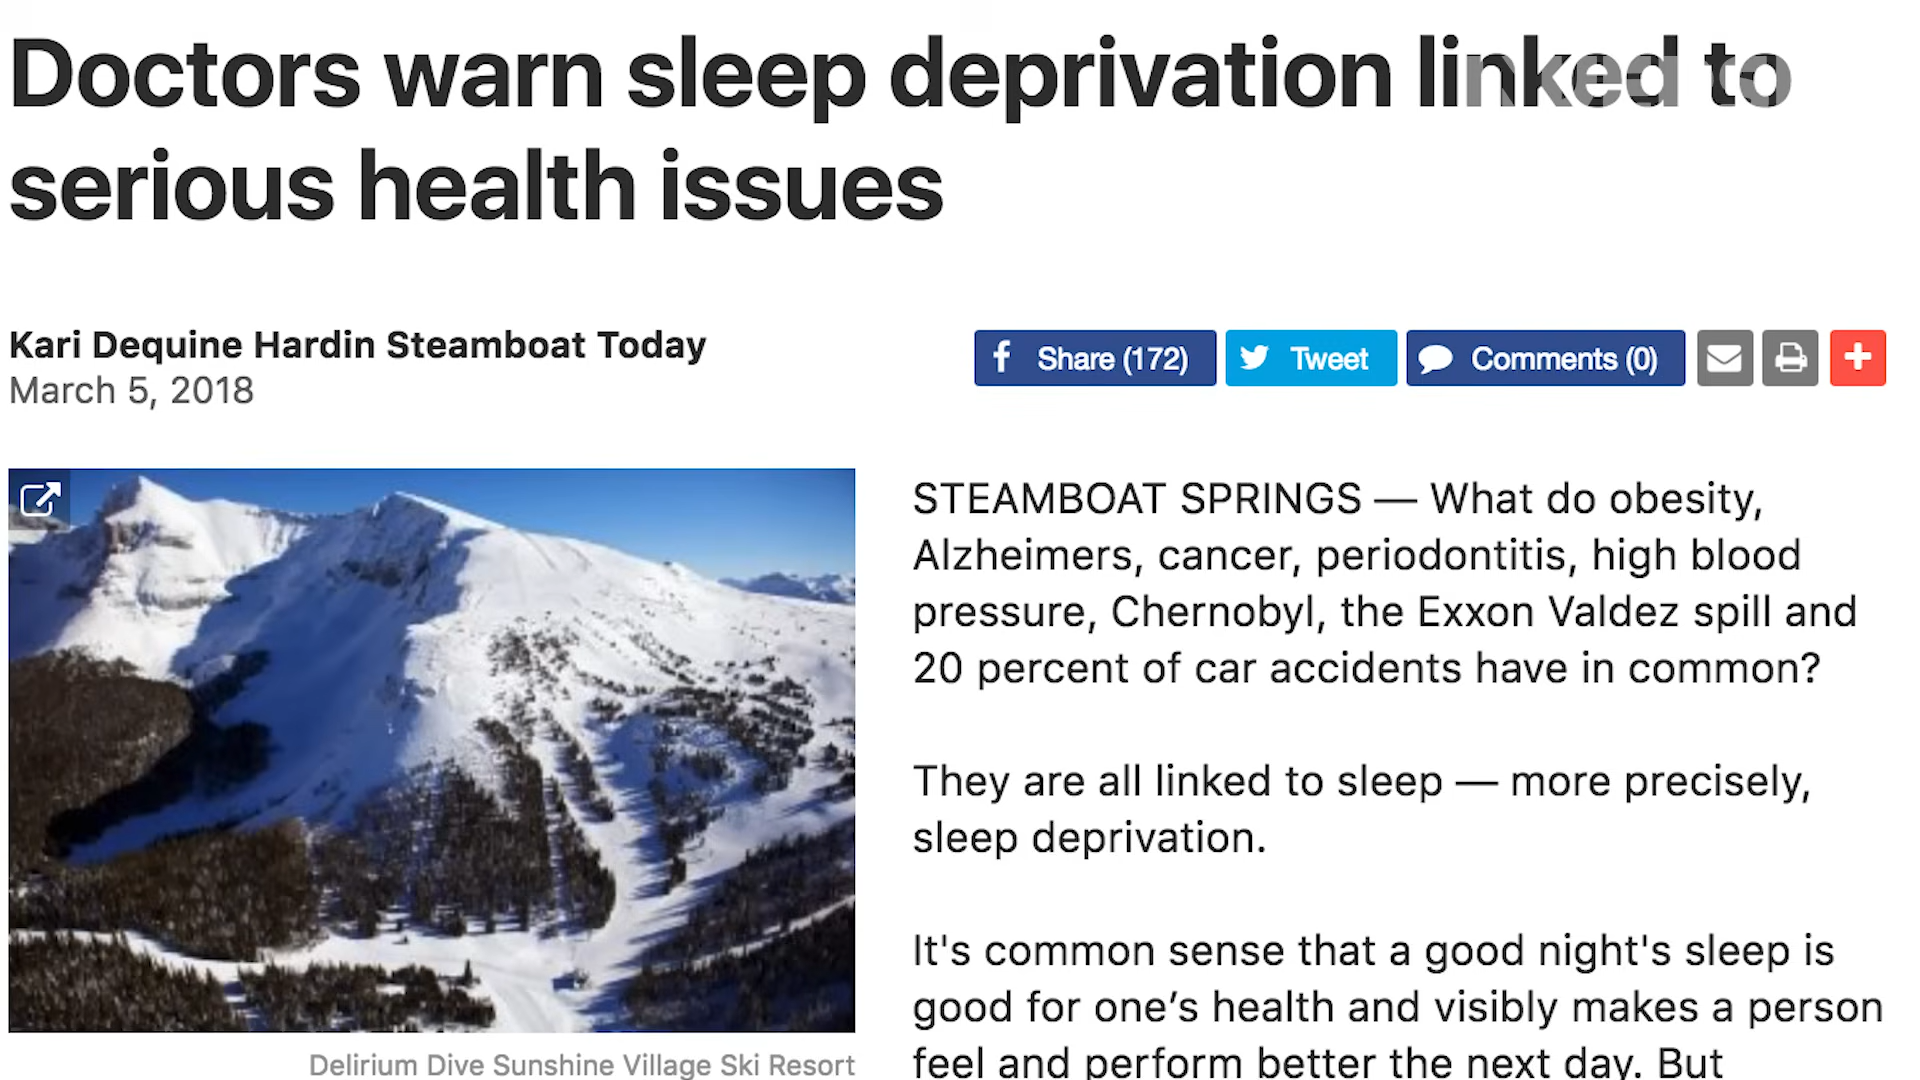 Doctors warn sleep deprivation linked to
serious health issues
Kari Dequine Hardin Steamboat Today
March 5, 2018
Share (172)
Tweet
Comments (0)
STEAMBOAT SPRINGS — What do obesity,
Alzheimers, cancer, periodontitis, high blood
pressure, Chernobyl, the Exxon Valdez spill and
20 percent of car accidents have in common?
They are all linked to sleep — more precisely,
sleep deprivation.
It's common sense that a good night's sleep is
good for one’s health and visibly makes a person
feel and perform better the next day. But
Delirium Dive Sunshine Village Ski Resort